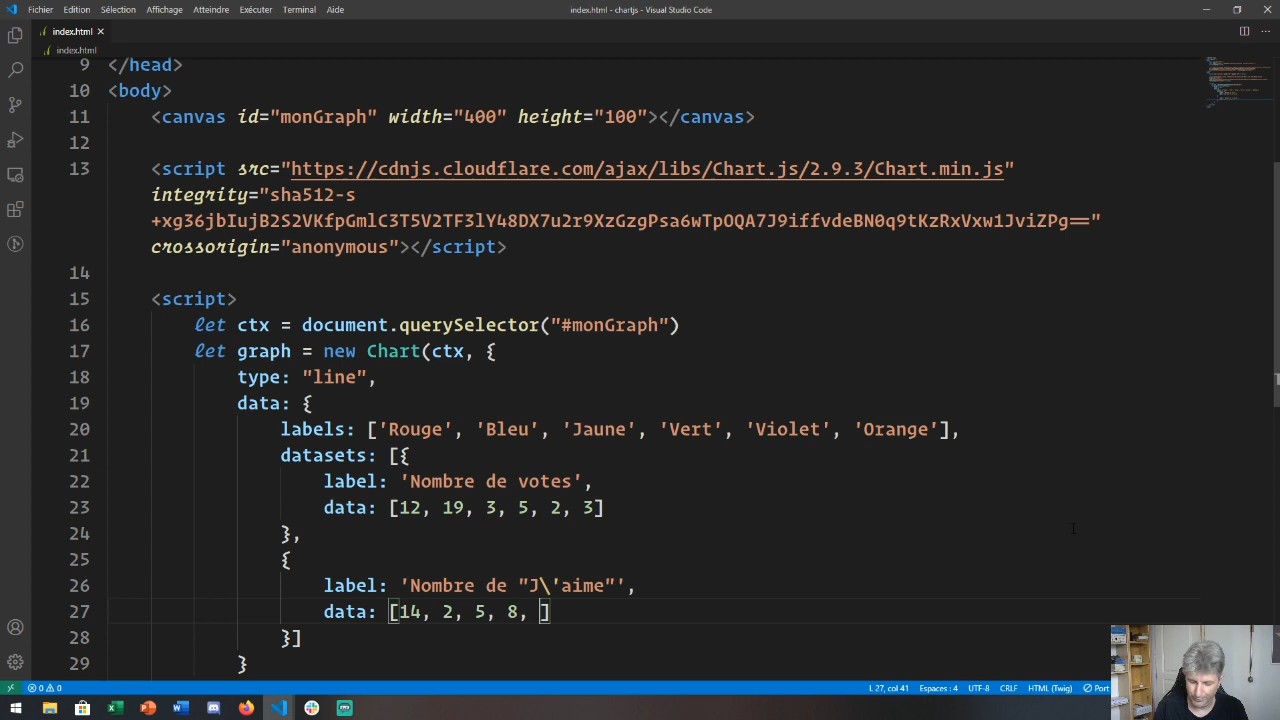 Fichier Edition Sélection Affichage Atteindre Exécuter Terminal Aide
index.html - chartjs - Visual Studio Code
index.html
index.html
9 </head>
10 <body>
11 <canvas id="monGraph" width="400" height="100"></canvas>
12
13 <script src="https://cdnjs.cloudflare.com/ajax/libs/Chart.js/2.9.3/Chart.min.js"
integrity="sha512-s
+xg36jbIujB2S2VKfpGmlC3T5V2TF3lY48DX7u2r9XzGzgPsa6wTpOQA7J9iffvdeBN0q9tKzRxVxw1JviZPg=="
crossorigin="anonymous"></script>
14
15 <script>
16 let ctx = document.querySelector("#monGraph")
17 let graph = new Chart(ctx, {
18 type: "line",
19 data: {
20 labels: ['Rouge', 'Bleu', 'Jaune', 'Vert', 'Violet', 'Orange'],
21 datasets: [{
22 label: 'Nombre de votes',
23 data: [12, 19, 3, 5, 2, 3]
24 },
25 {
26 label: 'Nombre de "J\'aime"',
27 data: [14, 2, 5, 8, ]
28 }]
29 }
0 0
L 27, col 41 Espaces : 4 UTF-8 CRLF HTML (Twig) Port